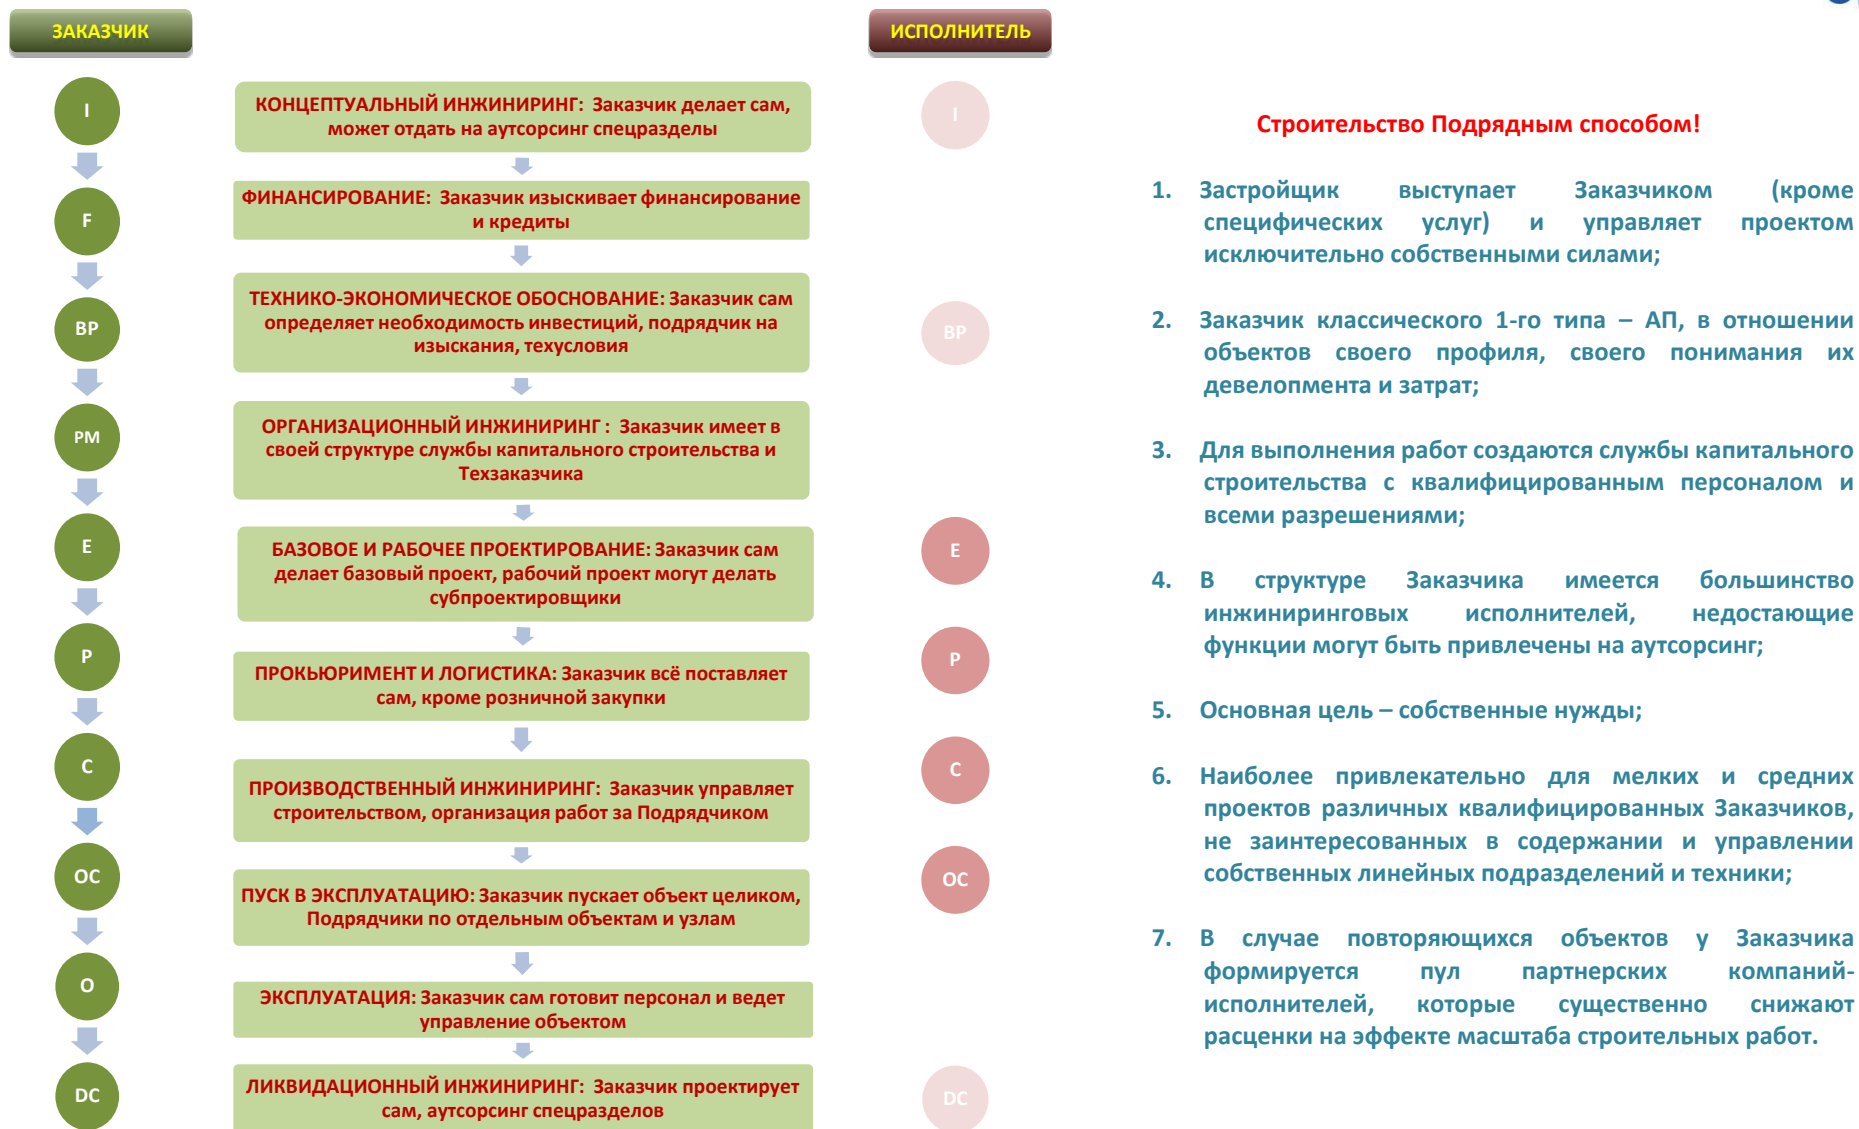 ЗАКАЗЧИК
I
F
BP
PM
E
P
C
OC
O
DC
КОНЦЕПТУАЛЬНЫЙ ИНЖИНИРИНГ: Заказчик делает сам,
может отдать на аутсорсинг спецразделы
ФИНАНСИРОВАНИЕ: Заказчик изыскивает финансирование
и кредиты
ТЕХНИКО-ЭКОНОМИЧЕСКОЕ ОБОСНОВАНИЕ: Заказчик сам
определяет необходимость инвестиций, подрядчик на
изыскания, техусловия
ОРГАНИЗАЦИОННЫЙ ИНЖИНИРИНГ : Заказчик имеет в
своей структуре службы капитального строительства и
Техзаказчика
БАЗОВОЕ И РАБОЧЕЕ ПРОЕКТИРОВАНИЕ: Заказчик сам
делает базовый проект, рабочий проект могут делать
субпроектировщики
ПРОКЬЮРИМЕНТ И ЛОГИСТИКА: Заказчик всё поставляет
сам, кроме розничной закупки
ПРОИЗВОДСТВЕННЫЙ ИНЖИНИРИНГ: Заказчик управляет
строительством, организация работ за Подрядчиком
ПУСК В ЭКСПЛУАТАЦИЮ: Заказчик пускает объект целиком,
Подрядчики по отдельным объектам и узлам
ЭКСПЛУАТАЦИЯ: Заказчик сам готовит персонал и ведет
управление объектом
ЛИКВИДАЦИОННЫЙ ИНЖИНИРИНГ: Заказчик проектирует
сам, аутсорсинг спецразделов
ИСПОЛНИТЕЛЬ
I
BP
E
P
C
OC
DC
Строительство Подрядным способом!
1. Застройщик выступает Заказчиком (кроме
специфических услуг) и управляет проектом
исключительно собственными силами;
2. Заказчик классического 1-го типа – АП, в отношении
объектов своего профиля, своего понимания их
девелопмента и затрат;
3. Для выполнения работ создаются службы капитального
строительства с квалифицированным персоналом и
всеми разрешениями;
4. В структуре Заказчика имеется большинство
инжиниринговых исполнителей, недостающие
функции могут быть привлечены на аутсорсинг;
5. Основная цель – собственные нужды;
6. Наиболее привлекательно для мелких и средних
проектов различных квалифицированных Заказчиков,
не заинтересованных в содержании и управлении
собственных линейных подразделений и техники;
7. В случае повторяющихся объектов у Заказчика
формируется пул партнерских компаний-
исполнителей, которые существенно снижают
расценки на эффекте масштаба строительных работ.